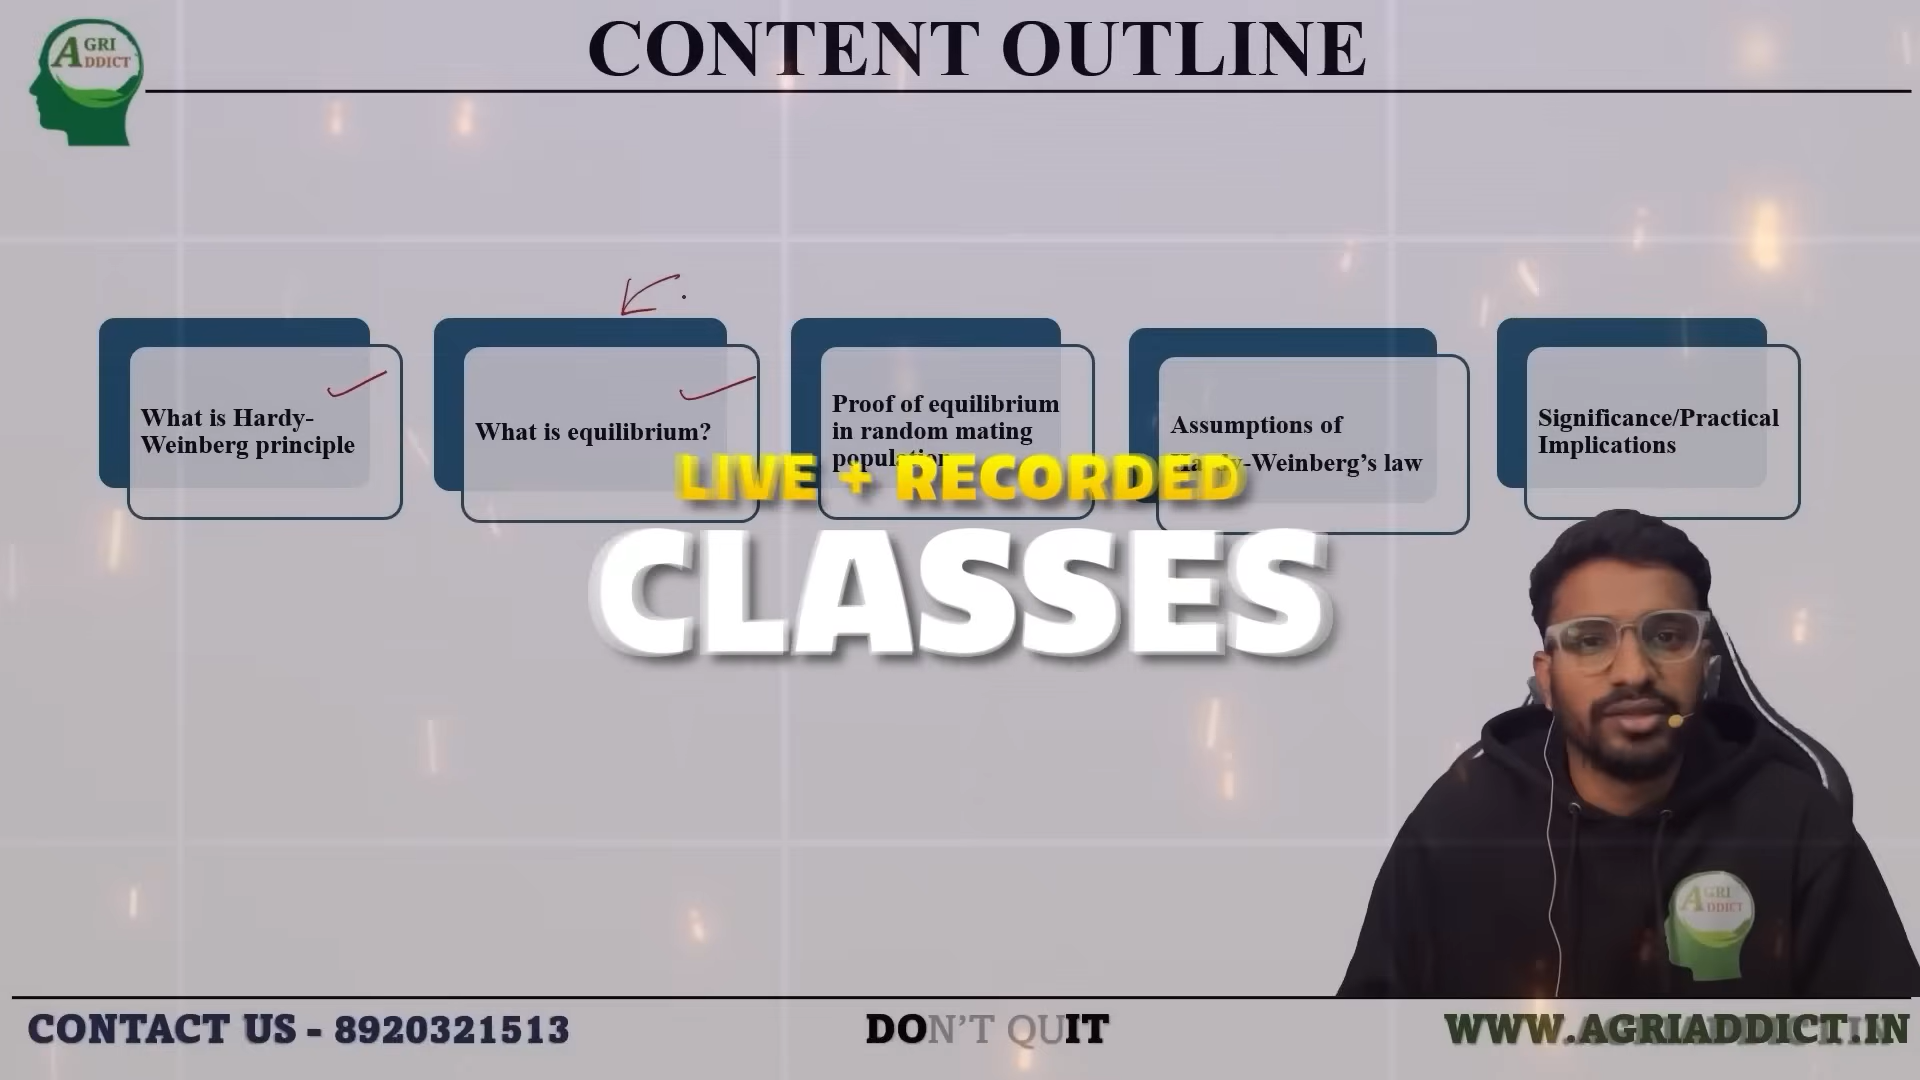 AGRI
ADDICT
CONTENT OUTLINE
What is Hardy-
Weinberg principle
What is equilibrium?
Proof of equilibrium
in random mating
population
Assumptions of
Hardy-Weinberg’s law
Significance/Practical
Implications
LIVE + RECORDED
CLASSES
AGRI
ADDICT
CONTACT US - 8920321513
DON’T QUIT
WWW.AGRIADDICT.IN